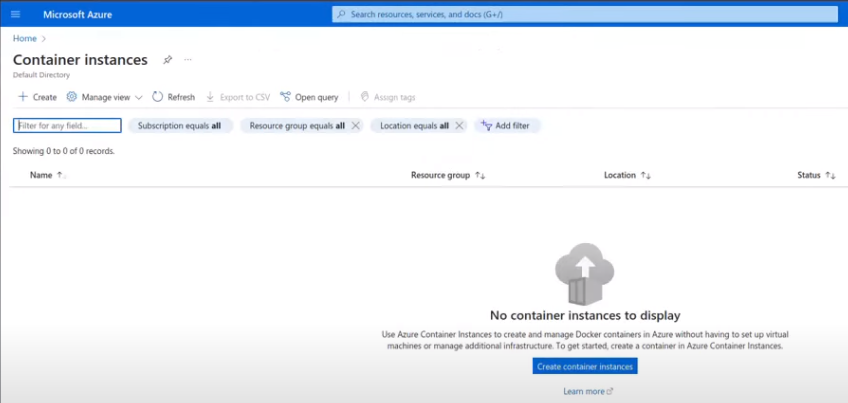 Microsoft Azure
Search resources, services, and docs (G+/)
Home >
Container instances ...
Default Directory
+ Create Manage view Refresh Export to CSV Open query Assign tags
Filter for any field... Subscription equals all Resource group equals all Location equals all Add filter
Showing 0 to 0 of 0 records.
Name Resource group Location Status
No container instances to display
Use Azure Container Instances to create and manage Docker containers in Azure without having to set up virtual
machines or manage additional infrastructure. To get started, create a container in Azure Container Instances.
Create container instances
Learn more